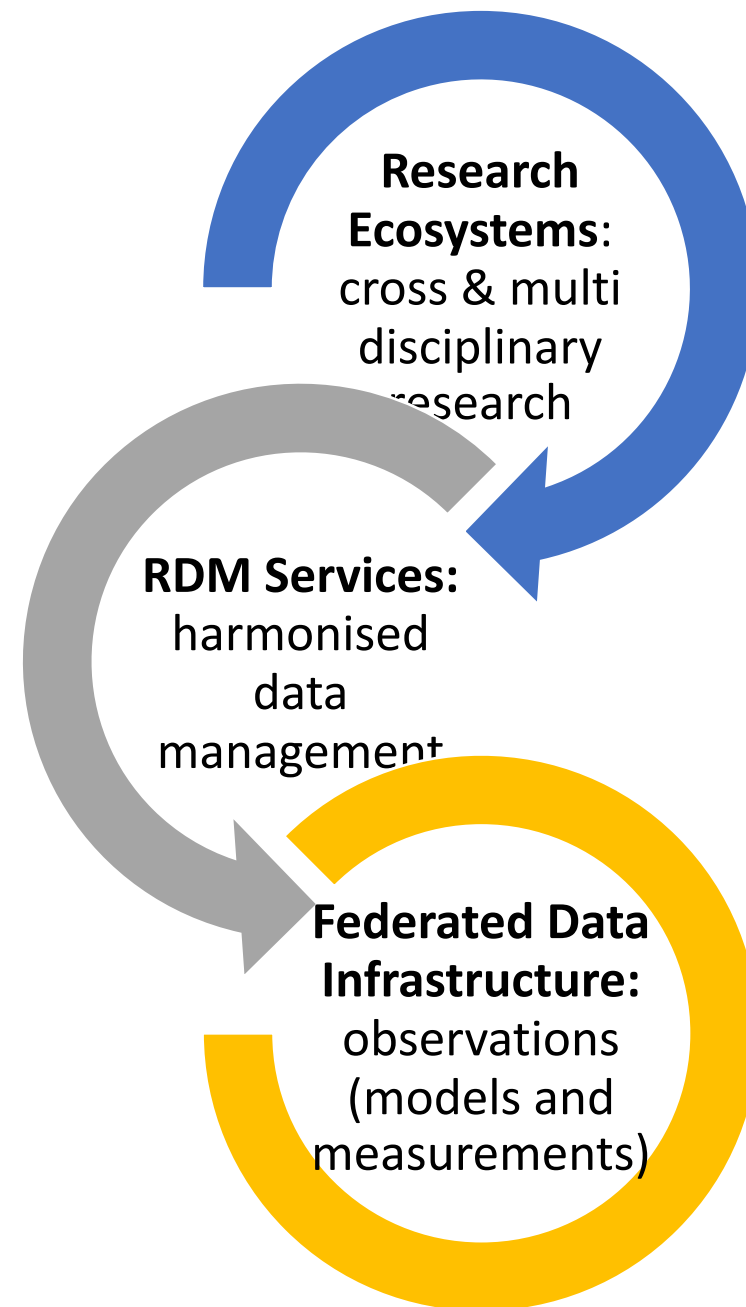 Research
Ecosystems:
cross & multi
disciplinary
research
RDM Services:
harmonised
data
management
Federated Data
Infrastructure:
observations
(models and
measurements)